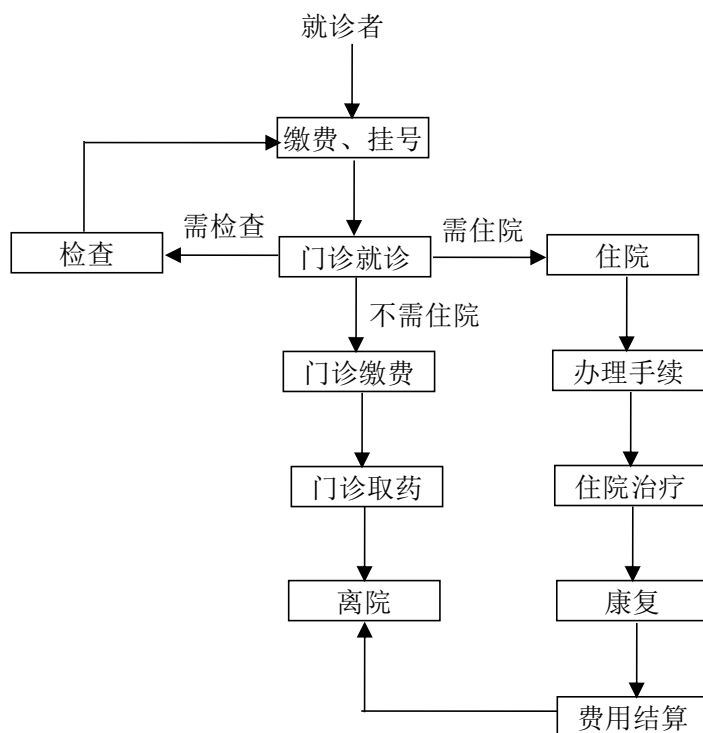 就诊者
缴费、挂号
需检查
需住院
检查
门诊就诊
住院
不需住院
门诊缴费
办理手续
门诊取药
住院治疗
离院
康复
费用结算